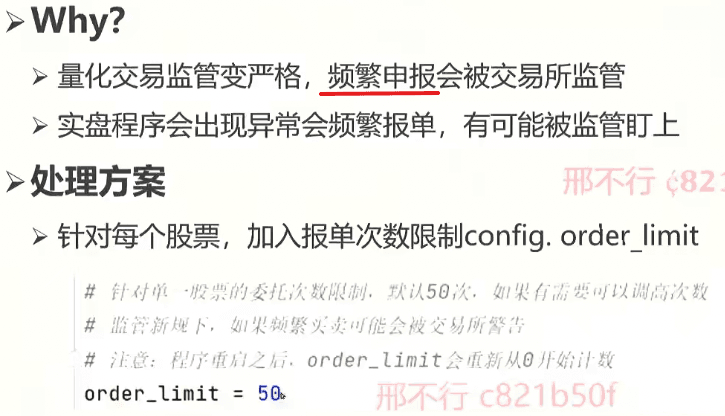 ➢Why?
➢ 量化交易监管变严格，频繁申报会被交易所监管
➢ 实盘程序会出现异常会频繁报单，有可能被监管盯上
➢处理方案
邢不行 c821
➢ 针对每个股票，加入报单次数限制config. order_limit
# 针对单一股票的委托次数限制，默认50次，如果有需要可以调高次数
# 监管新规下，如果频繁买卖可能会被交易所警告
# 注意：程序重启之后，order_limit会重新从0开始计数
order_limit = 50
邢不行 c821b50f